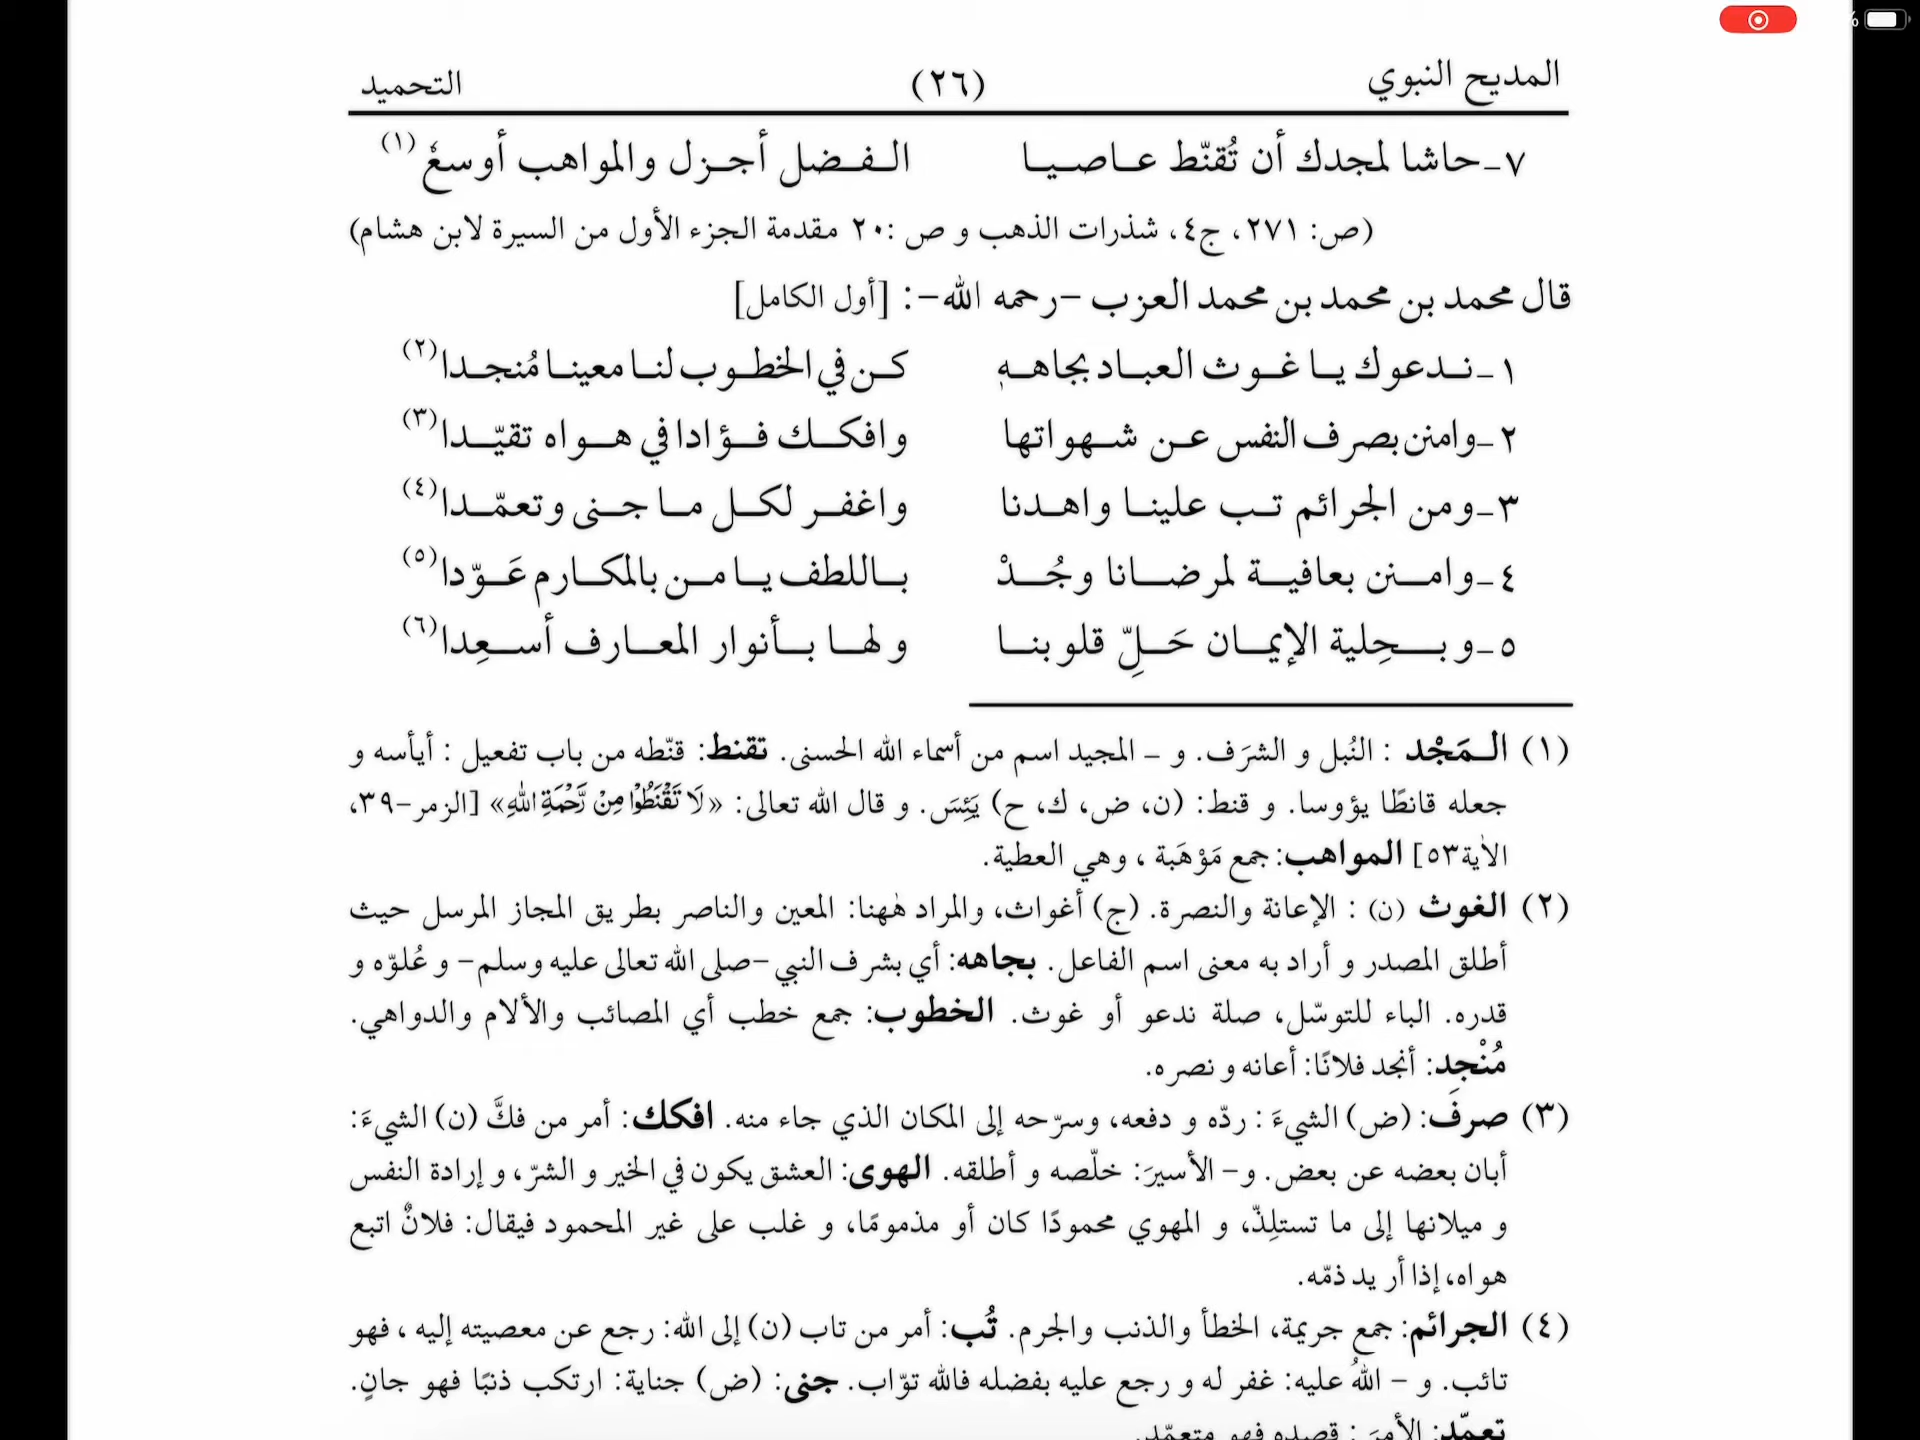 المديح النبوي (٢٦) التحميد
٧-حاشا لمجدك أن تُقنّط عاصيا الفضل أجزل والمواهب أوسعٗ (١)
(ص: ٢٧١، ج٤، شذرات الذهب و ص :٢٠ مقدمة الجزء الأول من السيرة لابن هشام)
قال محمد بن محمد بن محمد العزب –رحمه الله–: [أول الكامل]
١-ندعوك يا غوث العباد بجاههٖ كن في الخطوب لنا معينا مُنجدا(٢)
٢-وامنن بصرف النفس عن شهواتها وافكك فؤادا في هواه تقيّدا(٣)
٣-ومن الجرائم تب علينا واهدنا واغفر لكل ما جنى وتعمّدا(٤)
٤-وامنن بعافية لمرضانا وجُدْ باللطف يا من بالمكارم عَوّدا(٥)
٥-وبحِلية الإيمان حَلِّ قلوبنا ولها بأنوار المعارف أسعِدا(٦)
(١) المَجْد : النُبل و الشرَف. و – المجيد اسم من أسماء الله الحسنى. تقنط: قنّطه من باب تفعيل : أيأسه و
جعله قانطًا يؤوسا. و قنط: (ن، ض، ك، ح) يَئِسَ. و قال الله تعالى: «لَا تَقْنَطُوْا مِنْ رَّحْمَةِ اللهِ» [الزمر–٣٩،
الأية٥٣] المواهب: جمع مَوْهَبة ، وهي العطية.
(٢) الغوث (ن) : الإعانة والنصرة. (ج) أغواث، والمراد هٰهنا: المعين والناصر بطريق المجاز المرسل حيث
أطلق المصدر و أراد به معنى اسم الفاعل. بجاهه: أي بشرف النبي –صلى الله تعالى عليه وسلم– و عُلوّه و
قدره. الباء للتوسّل، صلة ندعو أو غوث. الخطوب: جمع خطب أي المصائب والألام والدواهي.
مُنْجِد: أنجد فلانًا: أعانه و نصره.
(٣) صرفَ: (ض) الشيءَ : ردّه و دفعه، وسرّحه إلى المكان الذي جاء منه. افكك: أمر من فكَّ (ن) الشيءَ:
أبان بعضه عن بعض. و– الأسيرَ: خلّصه و أطلقه. الهوى: العشق يكون في الخير و الشرّ، و إرادة النفس
و ميلانها إلى ما تستلِذّ، و المهوي محمودًا كان أو مذمومًا، و غلب على غير المحمود فيقال: فلانٌ اتبع
هواه، إذا أريد ذمّه.
(٤) الجرائم: جمع جريمة، الخطأ والذنب والجرم. تُب: أمر من تاب (ن) إلى الله: رجع عن معصيته إليه ، فهو
تائب. و – اللهُ عليه: غفر له و رجع عليه بفضله فالله توّاب. جنى: (ض) جناية: ارتكب ذنبًا فهو جانٍ.
تعمّد: الأمرَ : قصده فهو متعمّد.